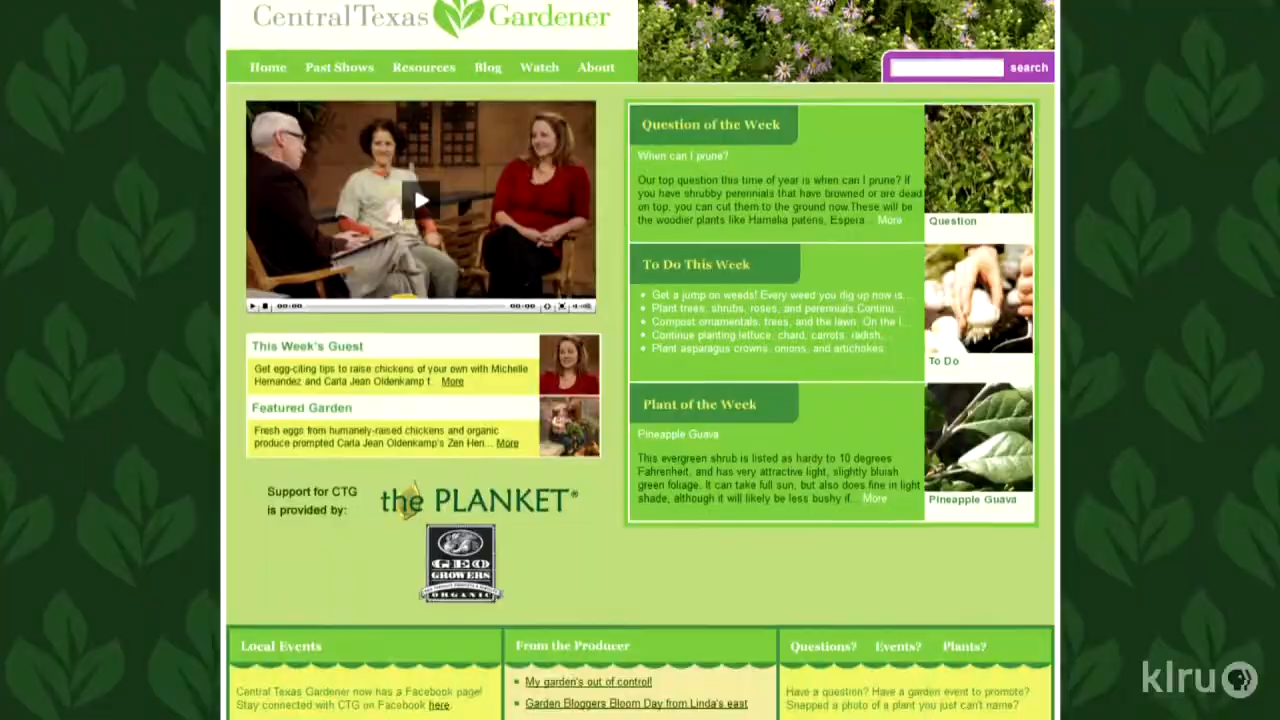 Central Texas Gardener
Home Past Shows Resources Blog Watch About
search
00:00 00:00
This Week's Guest
Get egg-citing tips to raise chickens of your own with Michelle
Hernandez and Carla Jean Oldenkamp t... More
Featured Garden
Fresh eggs from humanely-raised chickens and organic
produce prompted Carla Jean Oldenkamp's Zen Hen... More
Support for CTG
is provided by:
the PLANKET®
GEO
GROWERS
ORGANIC
Question of the Week
When can I prune?
Our top question this time of year is when can I prune? If
you have shrubby perennials that have browned or are dead
on top, you can cut them to the ground now.These will be
the woodier plants like Hamelia patens, Espera... More
Question
To Do This Week
Get a jump on weeds! Every weed you dig up now is...
Plant trees, shrubs, roses, and perennials.Continu...
Compost ornamentals, trees, and the lawn. On the l...
Continue planting lettuce, chard, carrots, radish,...
Plant asparagus crowns, onions, and artichokes.
To Do
Plant of the Week
Pineapple Guava
This evergreen shrub is listed as hardy to 10 degrees
Fahrenheit, and has very attractive light, slightly bluish
green foliage. It can take full sun, but also does fine in light
shade, although it will likely be less bushy if... More
Pineapple Guava
Local Events
Central Texas Gardener now has a Facebook page!
Stay connected with CTG on Facebook here.
From the Producer
My garden's out of control!
Garden Bloggers Bloom Day from Linda's east
Questions? Events? Plants?
Have a question? Have a garden event to promote?
Snapped a photo of a plant you just can't name?
klru